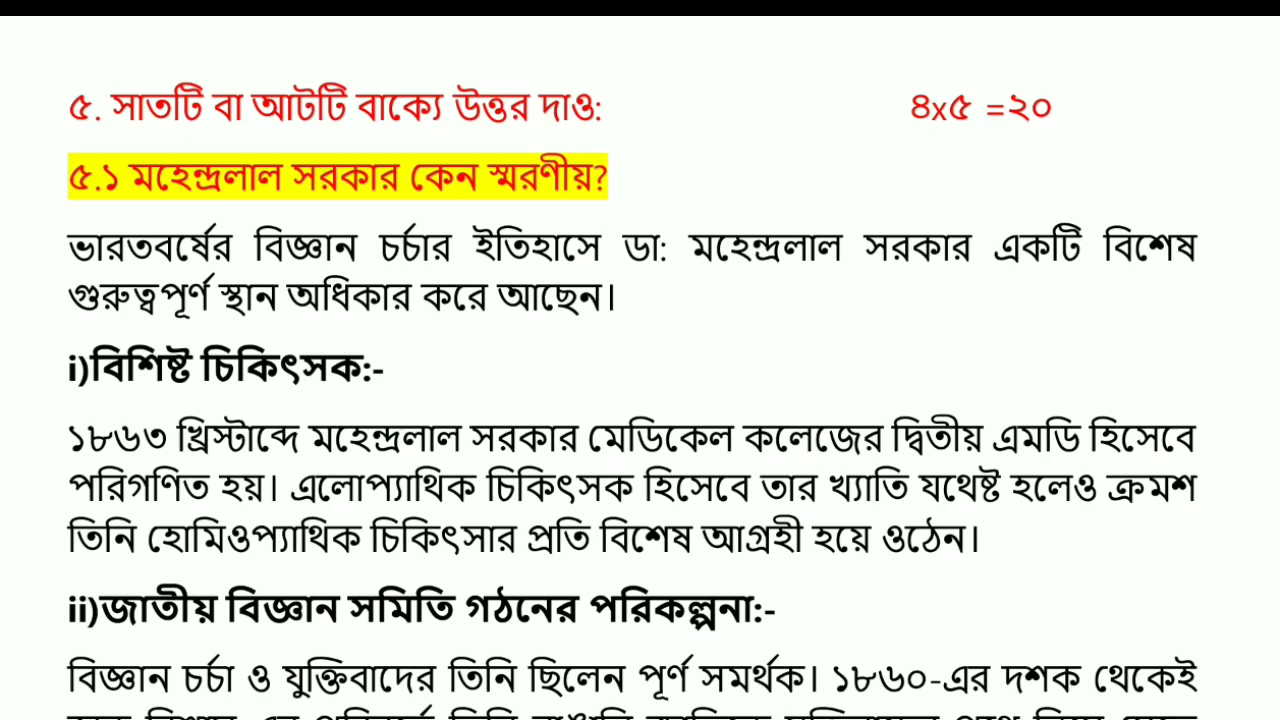 ৫. সাতটি বা আটটি বাক্যে উত্তর দাও: ৪x৫ =২০
৫.১ মহেন্দ্রলাল সরকার কেন স্মরণীয়?
ভারতবর্ষের বিজ্ঞান চর্চার ইতিহাসে ডা: মহেন্দ্রলাল সরকার একটি বিশেষ
গুরুত্বপূর্ণ স্থান অধিকার করে আছেন।
i)বিশিষ্ট চিকিৎসক:-
১৮৬৩ খ্রিস্টাব্দে মহেন্দ্রলাল সরকার মেডিকেল কলেজের দ্বিতীয় এমডি হিসেবে
পরিগণিত হয়। এলোপ্যাথিক চিকিৎসক হিসেবে তার খ্যাতি যথেষ্ট হলেও ক্রমশ
তিনি হোমিওপ্যাথিক চিকিৎসার প্রতি বিশেষ আগ্রহী হয়ে ওঠেন।
ii)জাতীয় বিজ্ঞান সমিতি গঠনের পরিকল্পনা:-
বিজ্ঞান চর্চা ও যুক্তিবাদের তিনি ছিলেন পূর্ণ সমর্থক। ১৮৬০-এর দশক থেকেই